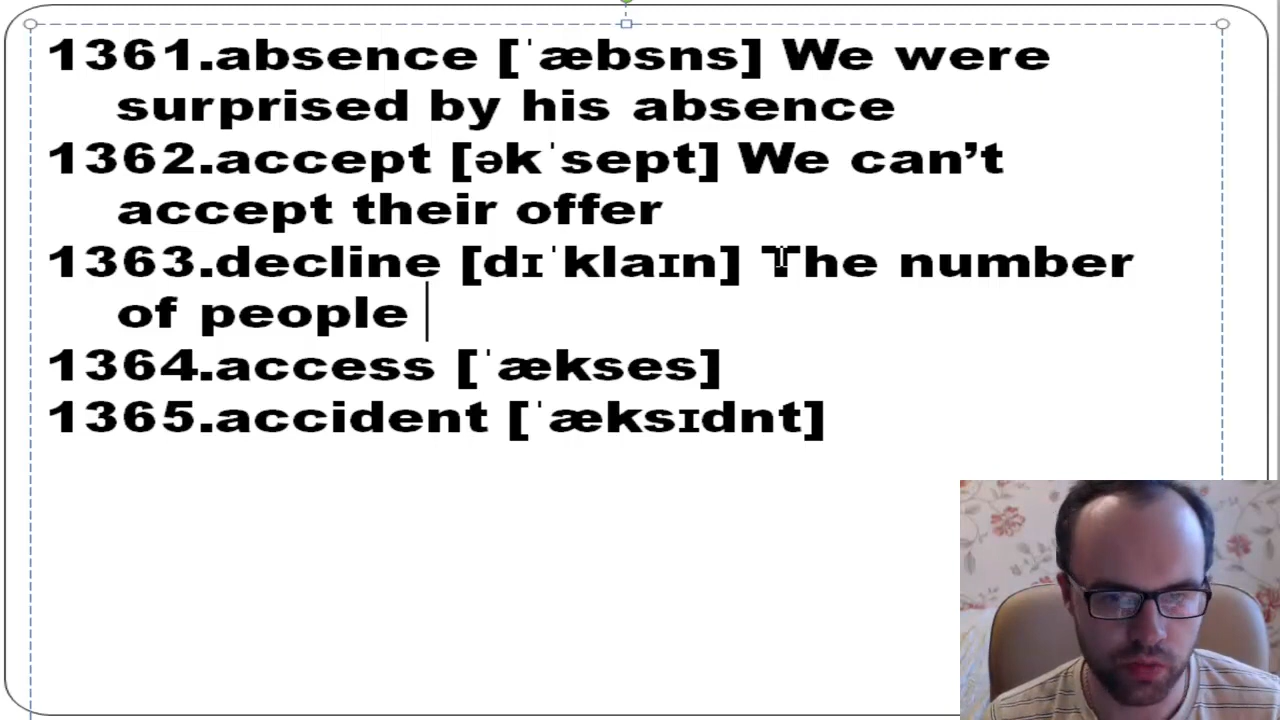 1361.absence [ˈæbsns] We were
surprised by his absence
1362.accept [əkˈsept] We can’t
accept their offer
1363.decline [dɪˈklaɪn] The number
of people
1364.access [ˈækses]
1365.accident [ˈæksɪdnt]